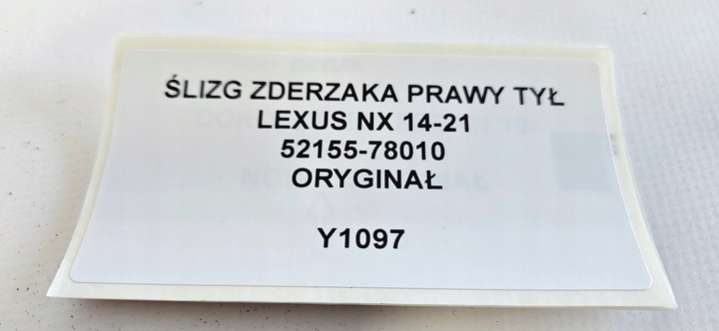 ŚLIZG ZDERZAKA PRAWY TYŁ
LEXUS NX 14-21
52155-78010
ORYGINAŁ
Y1097